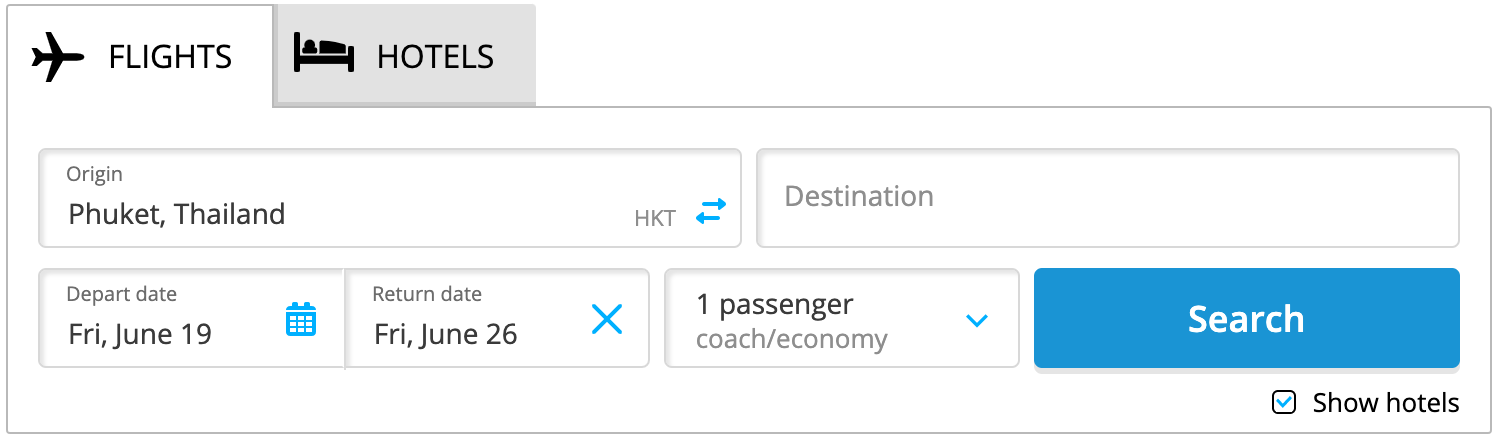 FLIGHTS
HOTELS
Origin
Phuket, Thailand
HKT
Destination
Depart date
Fri, June 19
Return date
Fri, June 26
1 passenger
coach/economy
Search
Show hotels